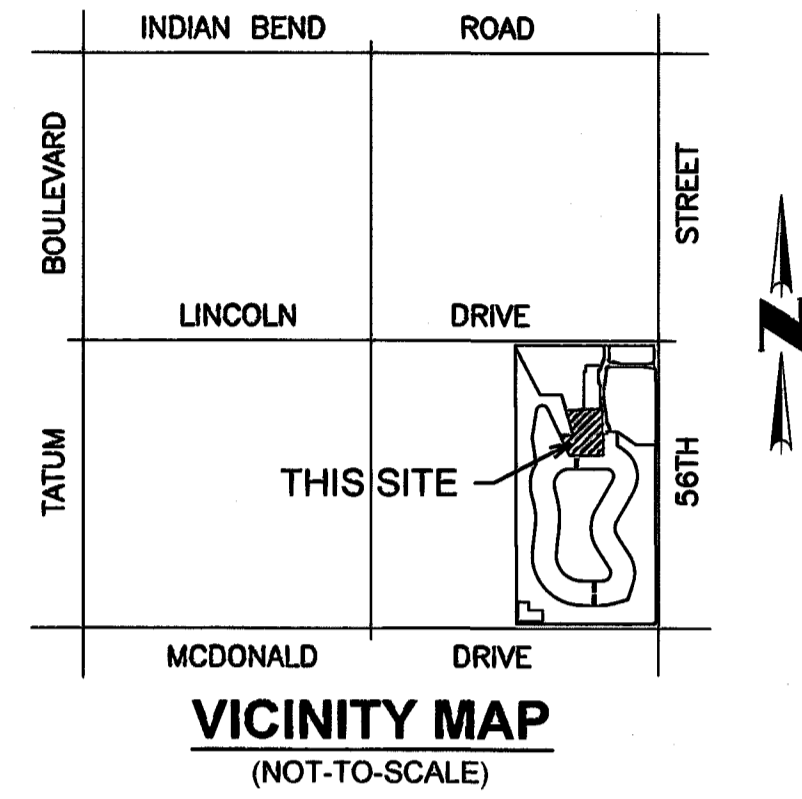 INDIAN BEND ROAD
BOULEVARD
STREET
LINCOLN DRIVE
N
TATUM
THIS SITE
56TH
MCDONALD DRIVE
VICINITY MAP
(NOT-TO-SCALE)